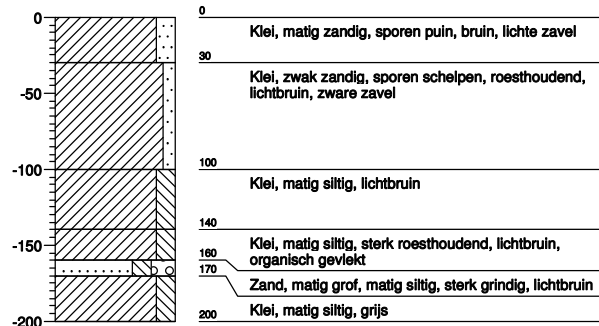 0
-50
-100
-150
-200
0
Klei, matig zandig, sporen puin, bruin, lichte zavel
30
Klei, zwak zandig, sporen schelpen, roesthoudend,
lichtbruin, zware zavel
100
Klei, matig siltig, lichtbruin
140
Klei, matig siltig, sterk roesthoudend, lichtbruin,
organisch gevlekt
160
170
Zand, matig grof, matig siltig, sterk grindig, lichtbruin
Klei, matig siltig, grijs
200